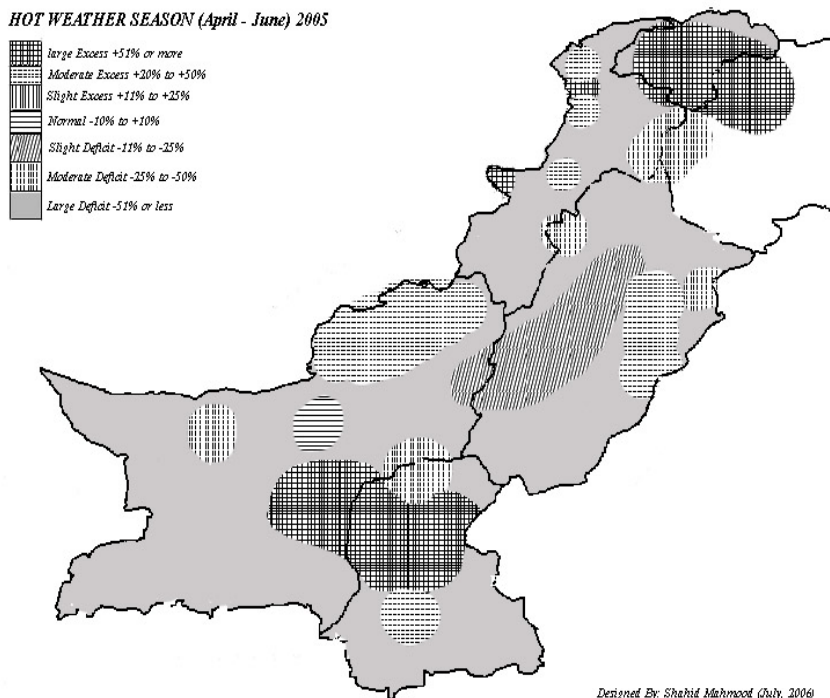 HOT WEATHER SEASON (April - June) 2005
large Excess +51% or more
Moderate Excess +20% to +50%
Slight Excess +11% to +25%
Normal -10% to +10%
Slight Deficit -11% to -25%
Moderate Deficit -25% to -50%
Large Deficit -51% or less
Designed By: Shahid Mahmood (July, 2006)